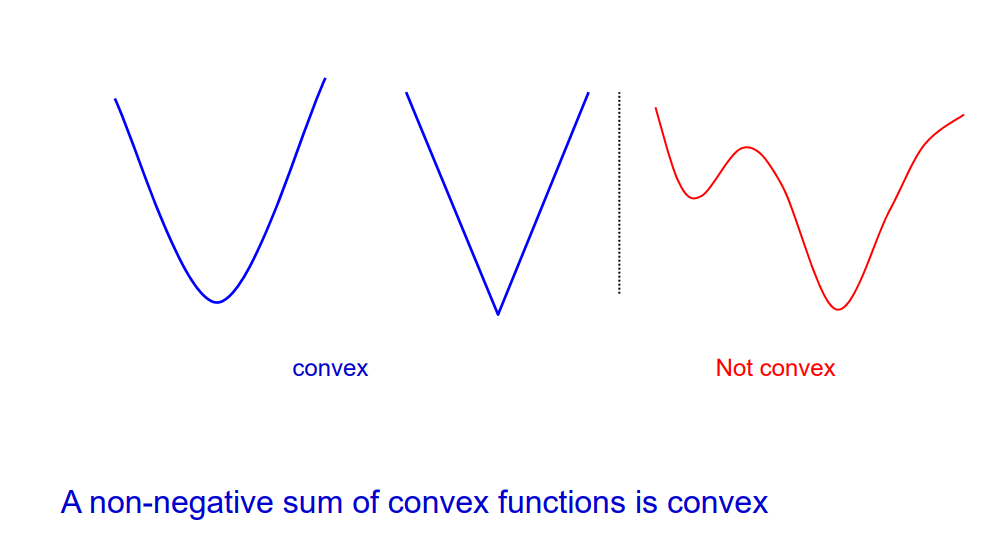 convex
Not convex
A non-negative sum of convex functions is convex